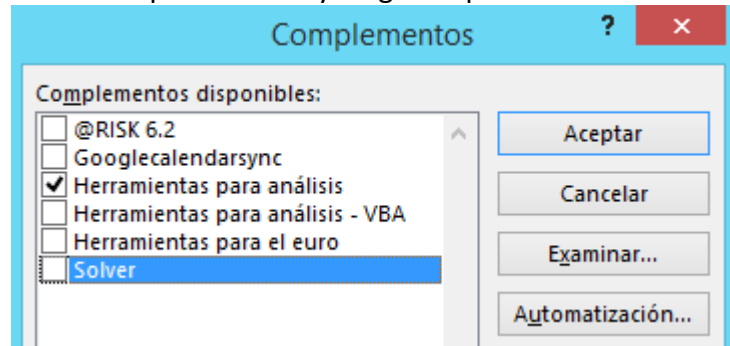 Complementos ? ×
Complementos disponibles:
@RISK 6.2
Googlecalendarsync
Herramientas para análisis
Herramientas para análisis - VBA
Herramientas para el euro
Solver
Aceptar
Cancelar
Examinar...
Automatización...